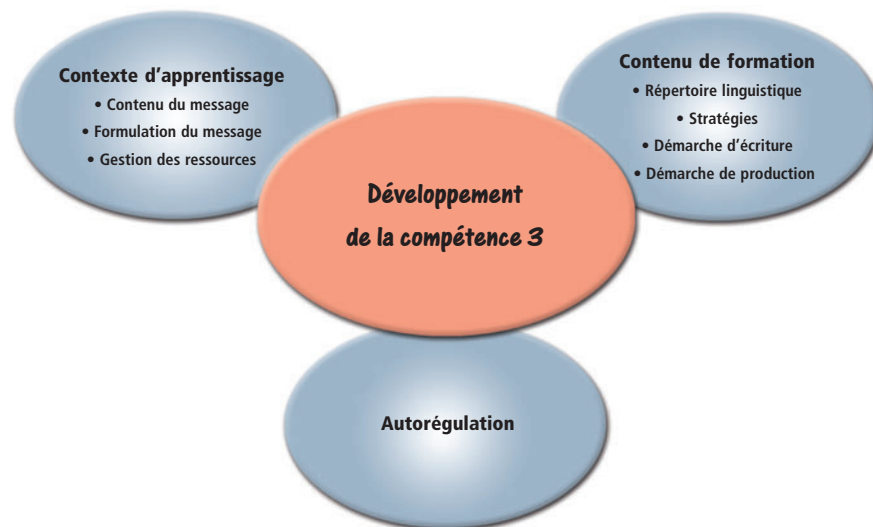 Contexte d'apprentissage
• Contenu du message
• Formulation du message
• Gestion des ressources
Contenu de formation
• Répertoire linguistique
• Stratégies
• Démarche d'écriture
• Démarche de production
Développement
de la compétence 3
Autorégulation